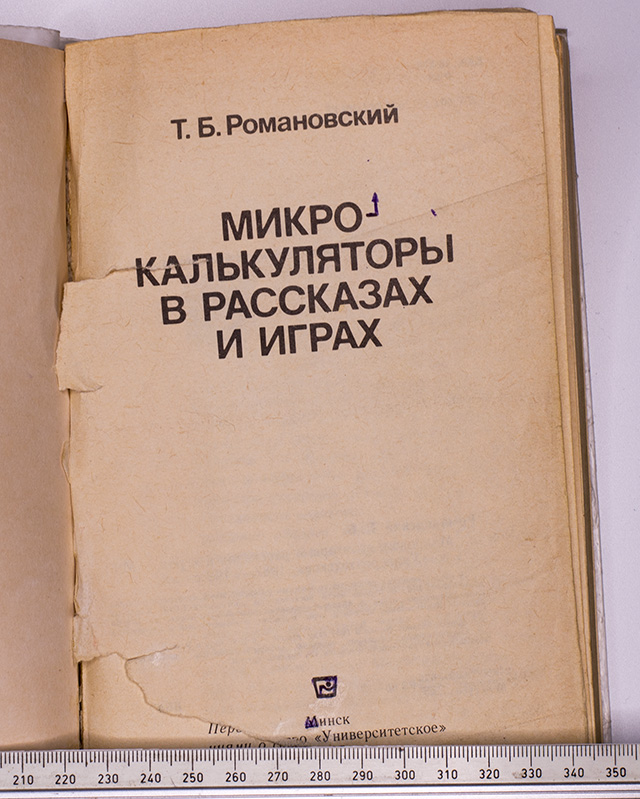 Т. Б. Романовский
МИКРО-
КАЛЬКУЛЯТОРЫ
В РАССКАЗАХ
И ИГРАХ
Минск
«Университетское»
210 220 230 240 250 260 270 280 290 300 310 320 330 340 350